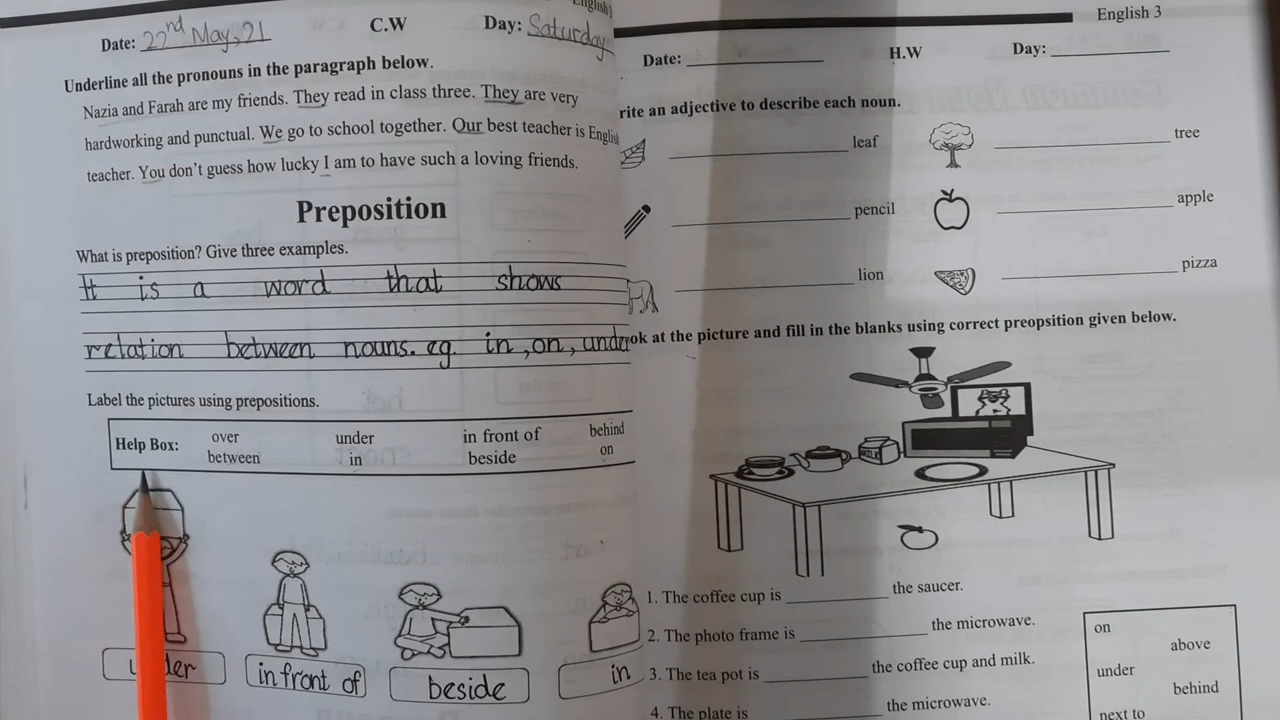 English 3
Date: 22nd May, 21 C.W Day: Saturday
Underline all the pronouns in the paragraph below.
Nazia and Farah are my friends. They read in class three. They are very
hardworking and punctual. We go to school together. Our best teacher is English
teacher. You don't guess how lucky I am to have such a loving friends.
Preposition
What is preposition? Give three examples.
It is a word that shows
relation between nouns. eg. in, on, under
Label the pictures using prepositions.
Help Box: over under in front of behind
between in beside on
in front of beside in
English 3
Date: H.W Day:
rite an adjective to describe each noun.
leaf tree
pencil apple
lion pizza
ok at the picture and fill in the blanks using correct preopsition given below.
MILK
1. The coffee cup is the saucer.
2. The photo frame is the microwave.
3. The tea pot is the coffee cup and milk.
4. The plate is the microwave.
on
above
under
behind
next to